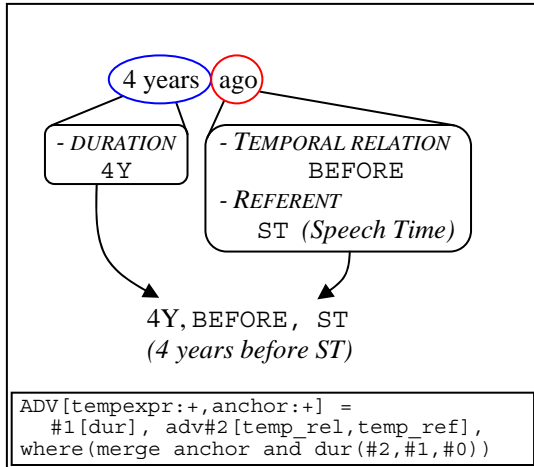 4 years ago
- DURATION
4Y
- TEMPORAL RELATION
BEFORE
- REFERENT
ST (Speech Time)
4Y, BEFORE, ST
(4 years before ST)
ADV[tempexpr:+,anchor:+] =
#1[dur], adv#2[temp_rel,temp_ref],
where(merge anchor and dur(#2,#1,#0))